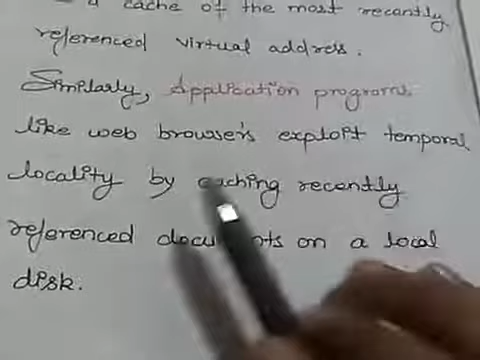 a cache of the most recently
referenced virtual address.
Similarly, Application programs
like web browser's exploit temporal
locality by caching recently
referenced documents on a local
disk.